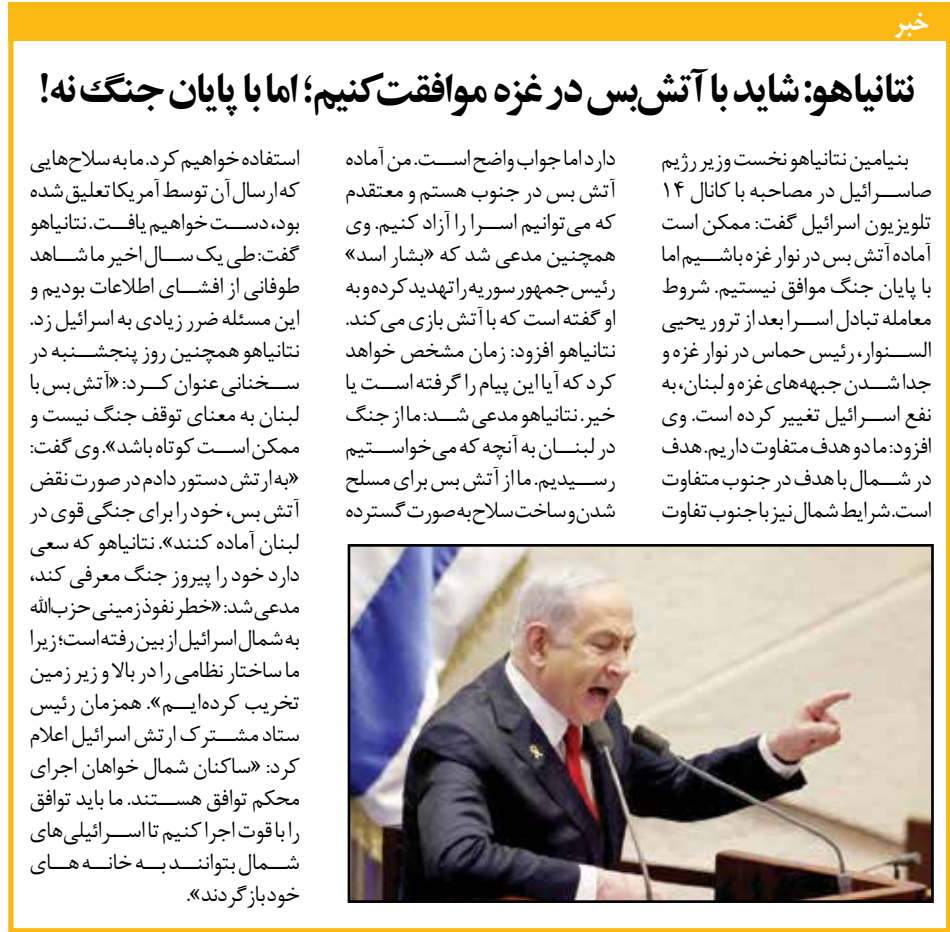 خبر
نتانیاهو: شاید با آتش‌بس در غزه موافقت کنیم؛ اما با پایان جنگ نه!
بنیامین نتانیاهو نخست وزیر رژیم
صاسرائیل در مصاحبه با کانال ۱۴
تلویزیون اسرائیل گفت: ممکن است
آماده آتش بس در نوار غزه باشیم اما
با پایان جنگ موافق نیستیم. شروط
معامله تبادل اسرا بعد از ترور یحیی
السنوار، رئیس حماس در نوار غزه و
جدا شدن جبهه‌های غزه و لبنان، به
نفع اسرائیل تغییر کرده است. وی
افزود: ما دو هدف متفاوت داریم. هدف
در شمال با هدف در جنوب متفاوت
است. شرایط شمال نیز با جنوب تفاوت
دارد اما جواب واضح است. من آماده
آتش بس در جنوب هستم و معتقدم
که می‌توانیم اسرا را آزاد کنیم. وی
همچنین مدعی شد که «بشار اسد»
رئیس جمهور سوریه را تهدید کرده و به
او گفته است که با آتش بازی می‌کند.
نتانیاهو افزود: زمان مشخص خواهد
کرد که آیا این پیام را گرفته است یا
خیر. نتانیاهو مدعی شد: ما از جنگ
در لبنان به آنچه که می‌خواستیم
رسیدیم. ما از آتش بس برای مسلح
شدن و ساخت سلاح به صورت گسترده
استفاده خواهیم کرد. ما به سلاح‌هایی
که ارسال آن توسط آمریکا تعلیق شده
بود، دست خواهیم یافت. نتانیاهو
گفت: طی یک سال اخیر ما شاهد
طوفانی از افشای اطلاعات بودیم و
این مسئله ضرر زیادی به اسرائیل زد.
نتانیاهو همچنین روز پنجشنبه در
سخنانی عنوان کرد: «آتش بس با
لبنان به معنای توقف جنگ نیست و
ممکن است کوتاه باشد». وی گفت:
«به ارتش دستور دادم در صورت نقض
آتش بس، خود را برای جنگی قوی در
لبنان آماده کنند». نتانیاهو که سعی
دارد خود را پیروز جنگ معرفی کند،
مدعی شد: «خطر نفوذ زمینی حزب‌الله
به شمال اسرائیل از بین رفته است؛ زیرا
ما ساختار نظامی را در بالا و زیر زمین
تخریب کرده‌ایم». همزمان رئیس
ستاد مشترک ارتش اسرائیل اعلام
کرد: «ساکنان شمال خواهان اجرای
محکم توافق هستند. ما باید توافق
را با قوت اجرا کنیم تا اسرائیلی‌های
شمال بتوانند به خانه های
خود بازگردند».